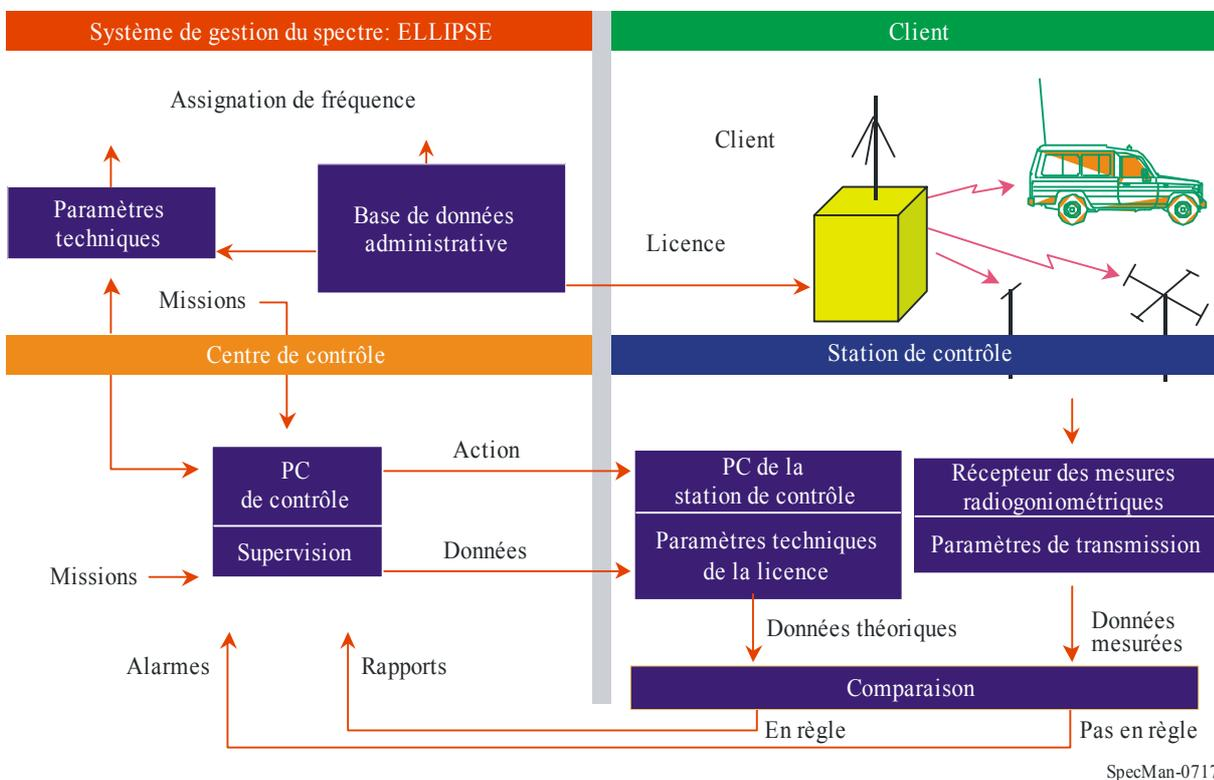 Système de gestion du spectre: ELLIPSE
Client
Assignation de fréquence
Client
Paramètres
techniques
Base de données
administrative
Licence
Missions
Centre de contrôle
Station de contrôle
Action
PC
de contrôle
Supervision
Données
Missions
PC de la
station de contrôle
Paramètres techniques
de la licence
Récepteur des mesures
radiogoniométriques
Paramètres de transmission
Données théoriques
Données
mesurées
Alarmes
Rapports
Comparaison
En règle
Pas en règle
SpecMan-0717